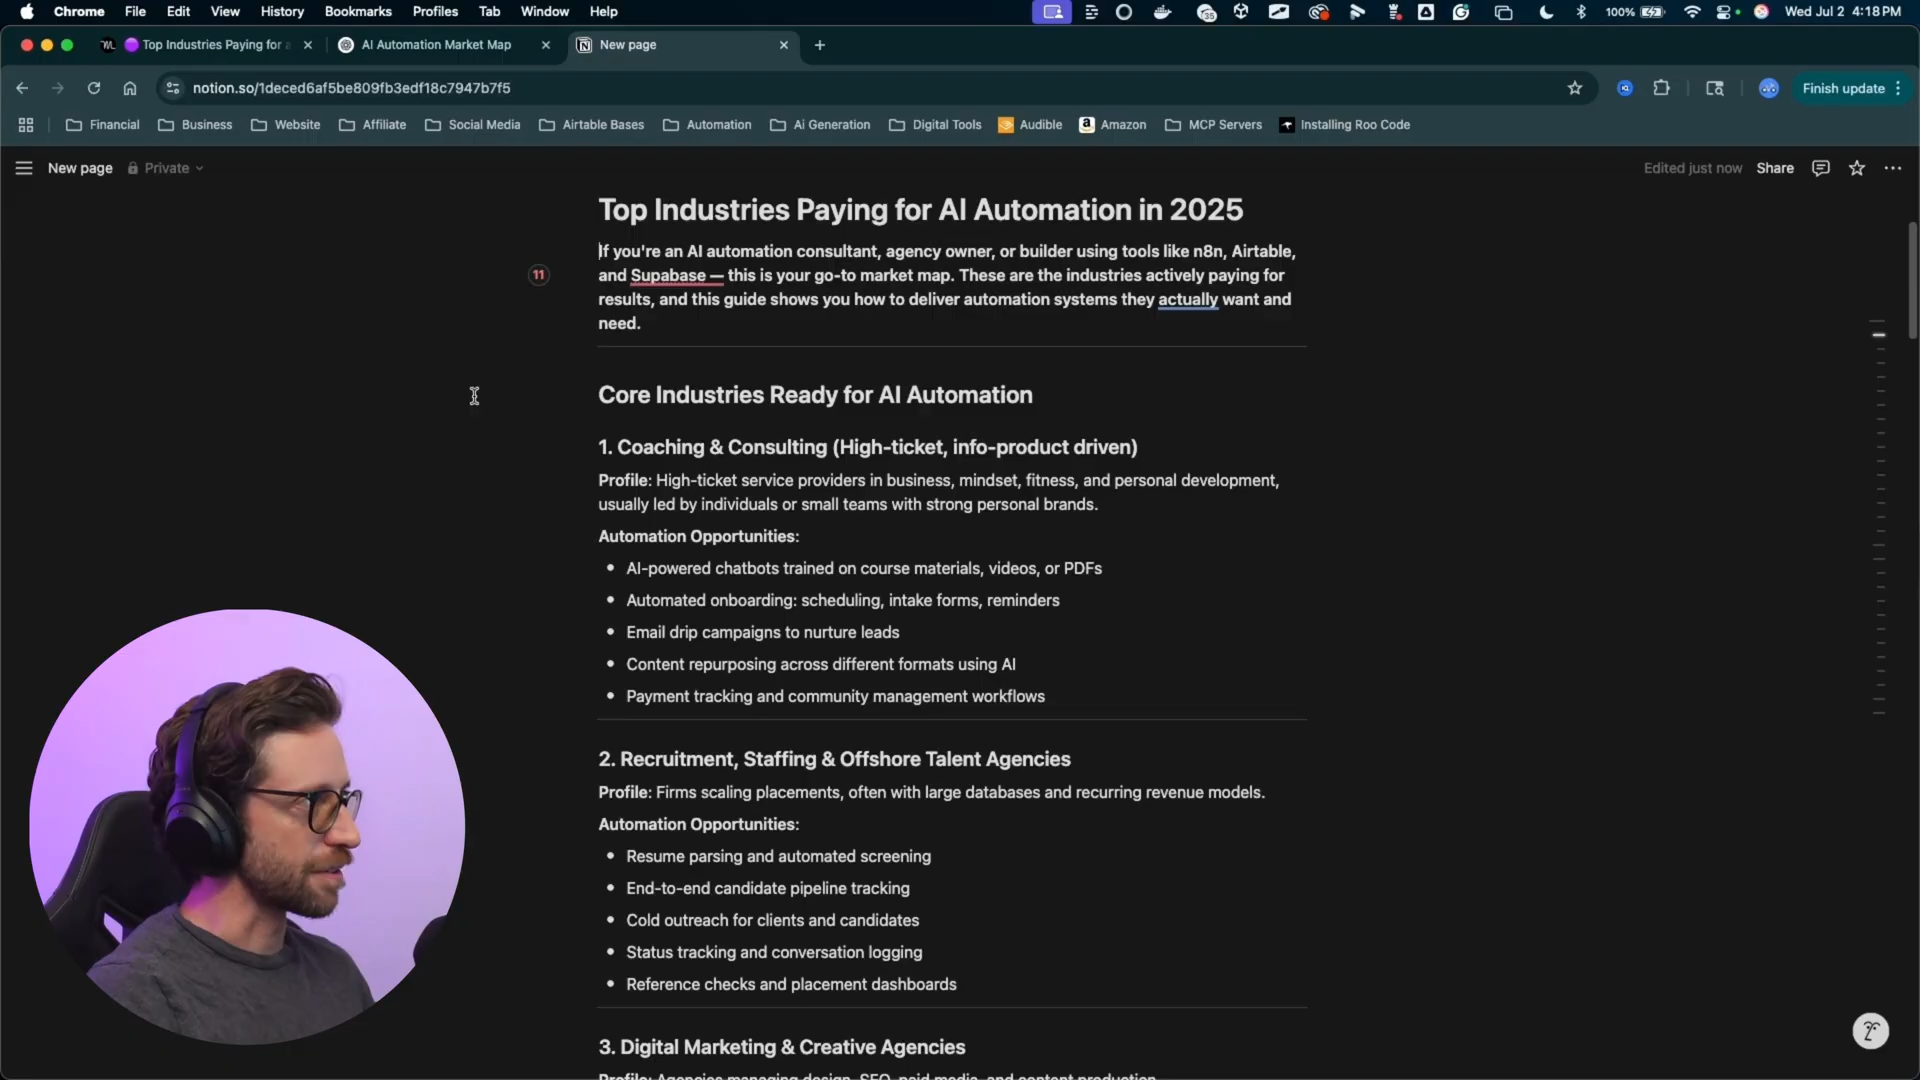 Chrome File Edit View History Bookmarks Profiles Tab Window Help 35 100% Wed Jul 2 4:18 PM
Top Industries Paying for a AI Automation Market Map New page
notion.so/1deced6af5be809fb3edf18c7947b7f5 Finish update
Financial Business Website Affiliate Social Media Airtable Bases Automation Ai Generation Digital Tools Audible Amazon MCP Servers Installing Roo Code
New page Private Edited just now Share
Top Industries Paying for AI Automation in 2025
If you're an AI automation consultant, agency owner, or builder using tools like n8n, Airtable,
11
and Supabase — this is your go-to market map. These are the industries actively paying for
results, and this guide shows you how to deliver automation systems they actually want and
need.
Core Industries Ready for AI Automation
1. Coaching & Consulting (High-ticket, info-product driven)
Profile: High-ticket service providers in business, mindset, fitness, and personal development,
usually led by individuals or small teams with strong personal brands.
Automation Opportunities:
• AI-powered chatbots trained on course materials, videos, or PDFs
• Automated onboarding: scheduling, intake forms, reminders
• Email drip campaigns to nurture leads
• Content repurposing across different formats using AI
• Payment tracking and community management workflows
2. Recruitment, Staffing & Offshore Talent Agencies
Profile: Firms scaling placements, often with large databases and recurring revenue models.
Automation Opportunities:
• Resume parsing and automated screening
• End-to-end candidate pipeline tracking
• Cold outreach for clients and candidates
• Status tracking and conversation logging
• Reference checks and placement dashboards
3. Digital Marketing & Creative Agencies
Profile: Agencies managing design, SEO, paid media, and content production